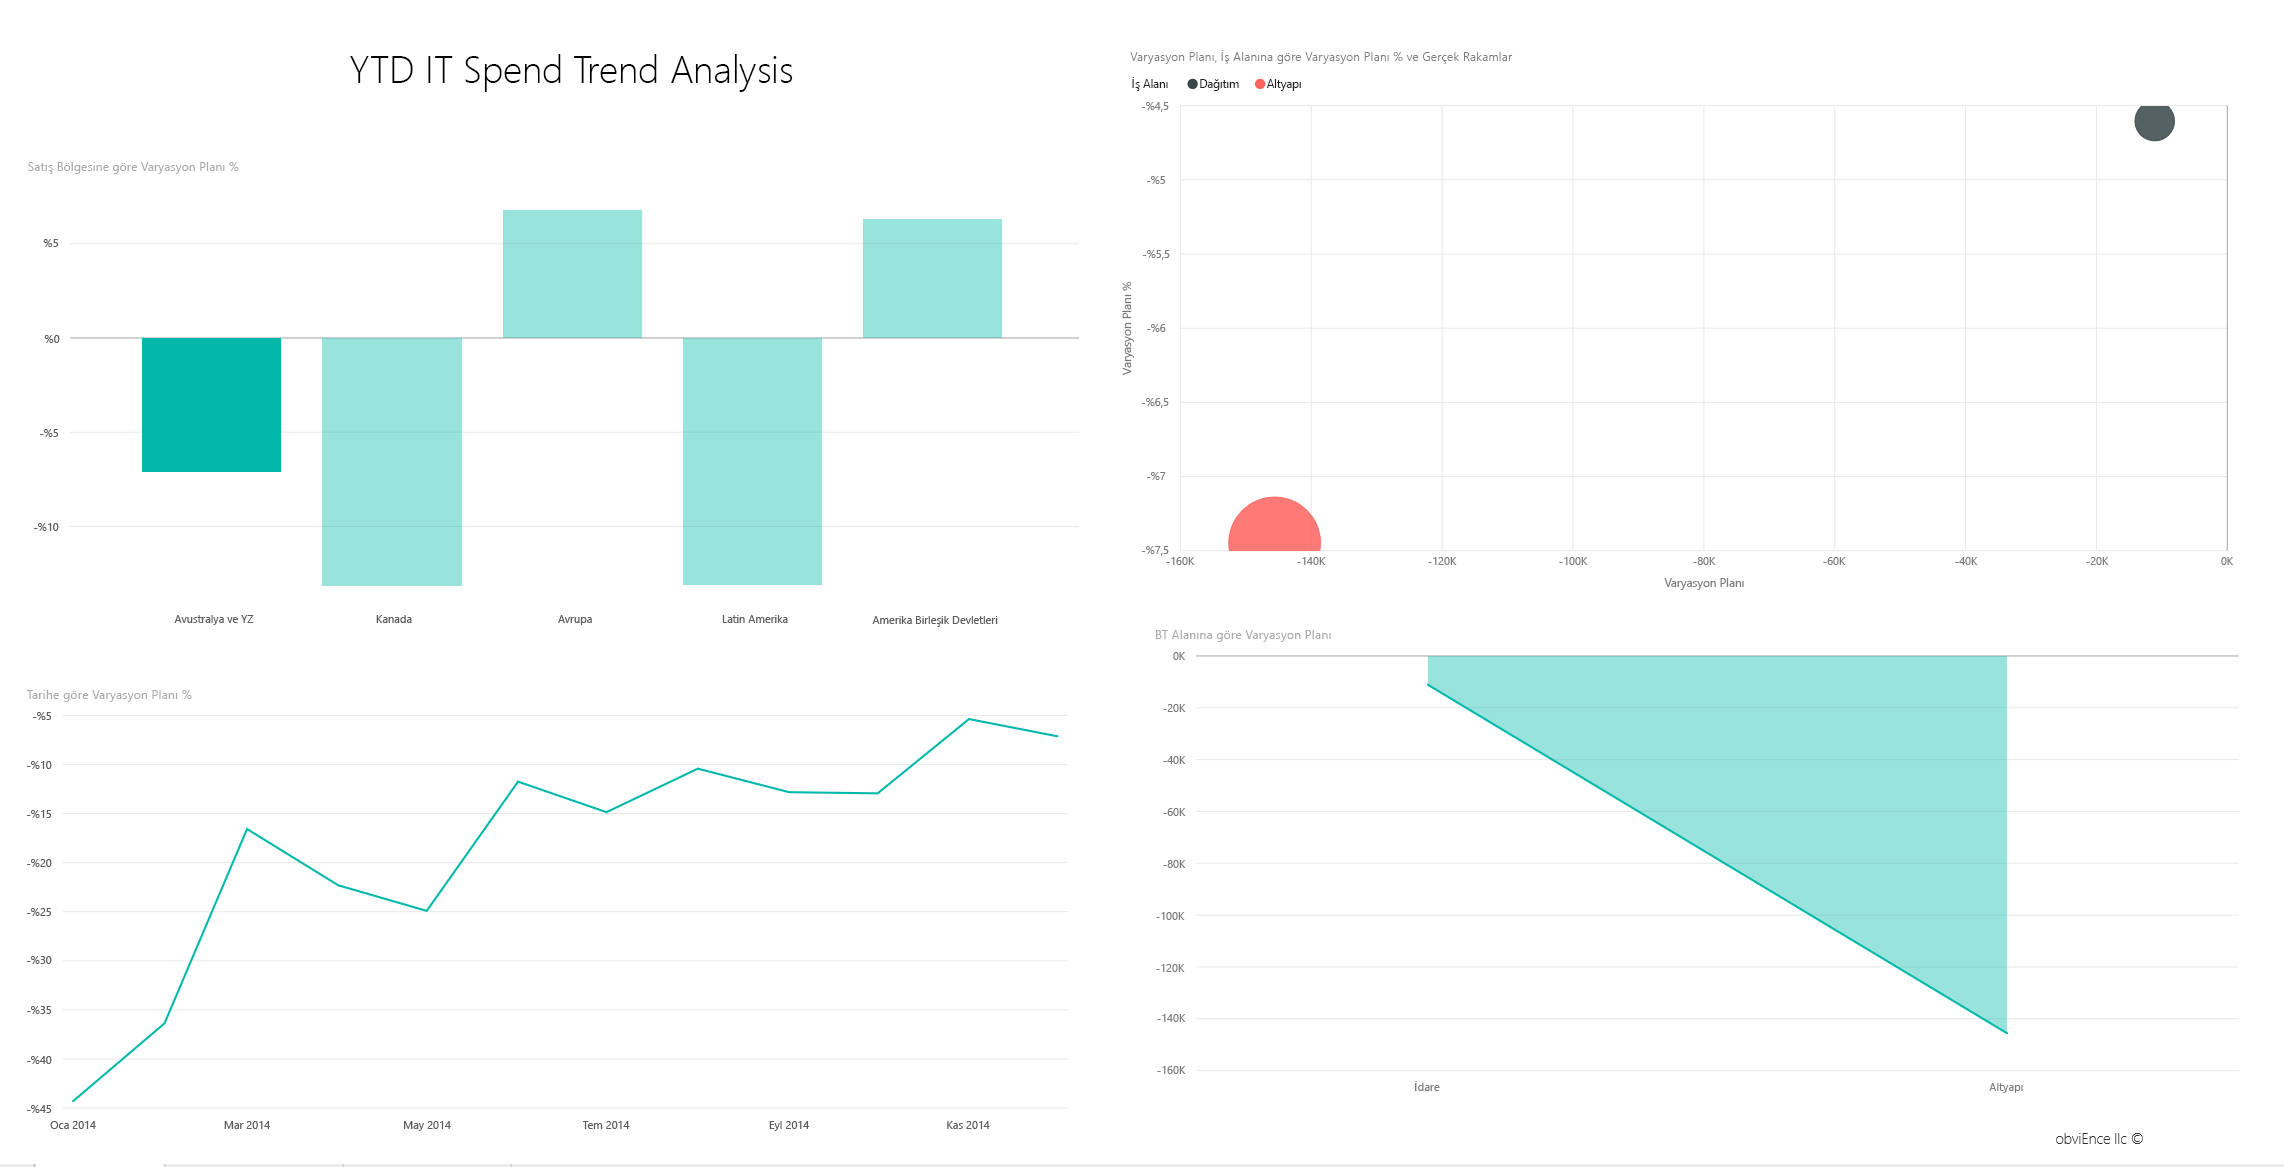 YTD IT Spend Trend Analysis
Satış Bölgesine göre Varyasyon Planı %
%5
%0
-%5
-%10
Avustralya ve YZ
Kanada
Avrupa
Latin Amerika
Amerika Birleşik Devletleri
Tarihe göre Varyasyon Planı %
-%5
-%10
-%15
-%20
-%25
-%30
-%35
-%40
-%45
Oca 2014
Mar 2014
May 2014
Tem 2014
Eyl 2014
Kas 2014
Varyasyon Planı, İş Alanına göre Varyasyon Planı % ve Gerçek Rakamlar
İş Alanı Dağıtım Altyapı
Varyasyon Planı %
-%4,5
-%5
-%5,5
-%6
-%6,5
-%7
-%7,5
-160K
-140K
-120K
-100K
-80K
-60K
-40K
-20K
0K
Varyasyon Planı
BT Alanına göre Varyasyon Planı
0K
-20K
-40K
-60K
-80K
-100K
-120K
-140K
-160K
İdare
Altyapı
obviEnce llc ©